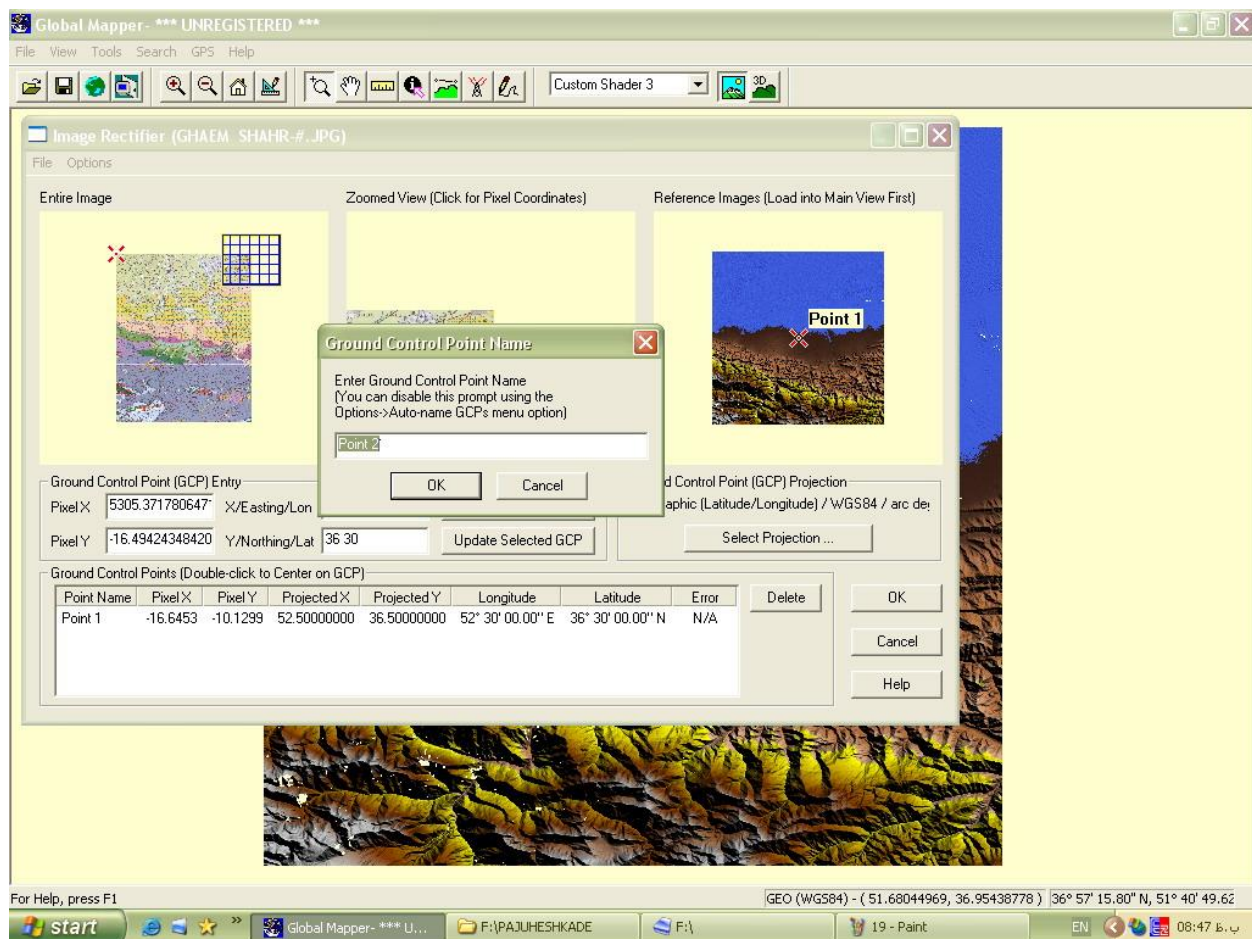 Global Mapper- *** UNREGISTERED ***
File View Tools Search GPS Help
Custom Shader 3
3D
Image Rectifier (GHAEM SHAHR-#..JPG)
File Options
Entire Image
Zoomed View (Click for Pixel Coordinates)
Reference Images (Load into Main View First)
Point 1
Ground Control Point Name
Enter Ground Control Point Name
(You can disable this
prompt using the
Options->Auto-name GCPs menu option)
Point 2
OK Cancel
Ground Control Point (GCP) Entry
Pixel X 5305.371780647 X/Easting/Lon
Pixel Y -16.49424348420 Y/Northing/Lat 36 30 Update Selected GCP
d Control Point (GCP) Projection
aphic (Latitude/Longitude) / WGS84 / arc deg
Select Projection ...
Ground Control Points (Double-click to Center on GCP)
Point Name Pixel X Pixel Y Projected X Projected Y Longitude Latitude Error
Point 1 -16.6453 -10.1299 52.50000000 36.50000000 52° 30' 00.00'' E 36° 30' 00.00'' N N/A
Delete
OK
Cancel
Help
For Help, press F1
GEO (WGS84) - ( 51.68044969, 36.95438778 ) 36° 57' 15.80" N, 51° 40' 49.62
start
Global Mapper- *** U...
F:\PAJUHESHKADE
F:\
19 - Paint
EN
08:47 ب.ظ